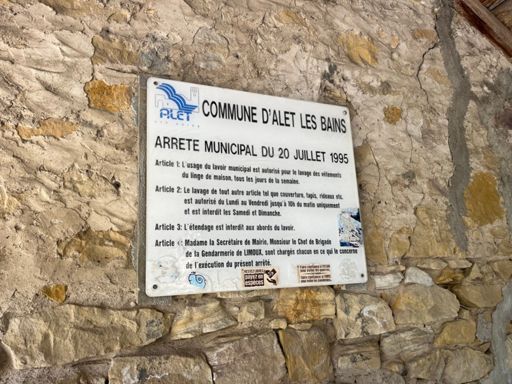 ALET
LES BAINS
COMMUNE D'ALET LES BAINS
ARRETE MUNICIPAL DU 20 JUILLET 1995
Article 1: L'usage du lavoir municipal est autorisé pour le lavage des vêtements
du linge de maison, tous les jours de la semaine.
Article 2: Le lavage de tout autre article tel que couverture, tapis, rideaux etc.
est autorisé du Lundi au Vendredi jusqu'à 10h du matin uniquement
et est interdit les Samedi et Dimanche.
Article 3: L'étendage est interdit aux abords du lavoir.
Article 4: Madame la Secrétaire de Mairie, Monsieur le Chef de Brigade
de la Gendarmerie de LIMOUX, sont chargés chacun en ce qui le concerne
de l'exécution du présent arrêté.
payez en
espèces